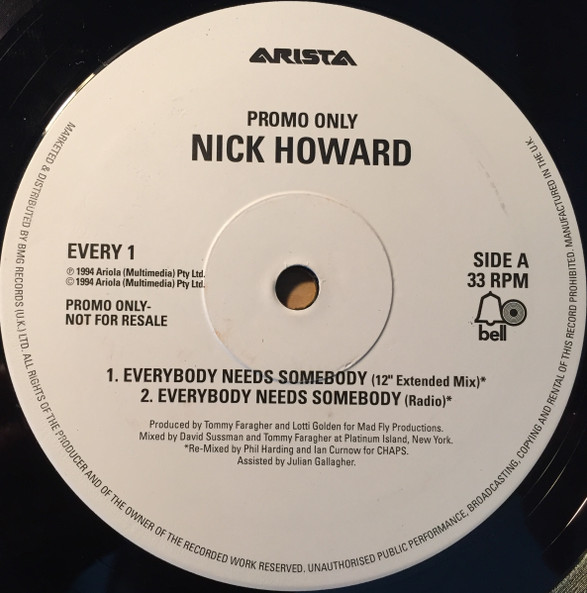 ARISTA
PROMO ONLY
NICK HOWARD
EVERY 1
℗ 1994 Ariola (Multimedia) Pty Ltd.
© 1994 Ariola (Multimedia) Pty Ltd.
PROMO ONLY-
NOT FOR RESALE
SIDE A
33 RPM
bell
1. EVERYBODY NEEDS SOMEBODY (12" Extended Mix)*
2. EVERYBODY NEEDS SOMEBODY (Radio)*
Produced by Tommy Faragher and Lotti Golden for Mad Fly Productions.
Mixed by David Sussman and Tommy Faragher at Platinum Island, New York.
*Re-Mixed by Phil Harding and Ian Curnow for CHAPS.
Assisted by Julian Gallagher.
MARKETED & DISTRIBUTED BY BMG RECORDS (U.K.) LTD. ALL RIGHTS OF THE PRODUCER AND OF THE OWNER OF THE RECORDED WORK RESERVED. UNAUTHORISED PUBLIC PERFORMANCE, BROADCASTING, COPYING AND RENTAL OF THIS RECORD PROHIBITED. MANUFACTURED IN THE U.K.